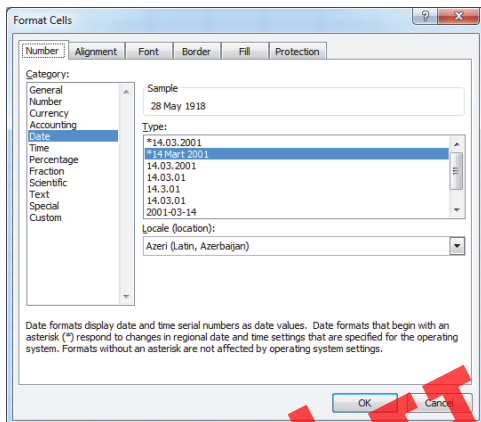 Format Cells
Number Alignment Font Border Fill Protection
Category:
General
Number
Currency
Accounting
Date
Time
Percentage
Fraction
Scientific
Text
Special
Custom
Sample
28 May 1918
Type:
*14.03.2001
*14 Mart 2001
14.03.2001
14.03.01
14.3.01
14.03.01
2001-03-14
Locale (location):
Azeri (Latin, Azerbaijan)
Date formats display date and time serial numbers as date values. Date formats that begin with an
asterisk (*) respond to changes in regional date and time settings that are specified for the operating
system. Formats without an asterisk are not affected by operating system settings.
OK Cancel